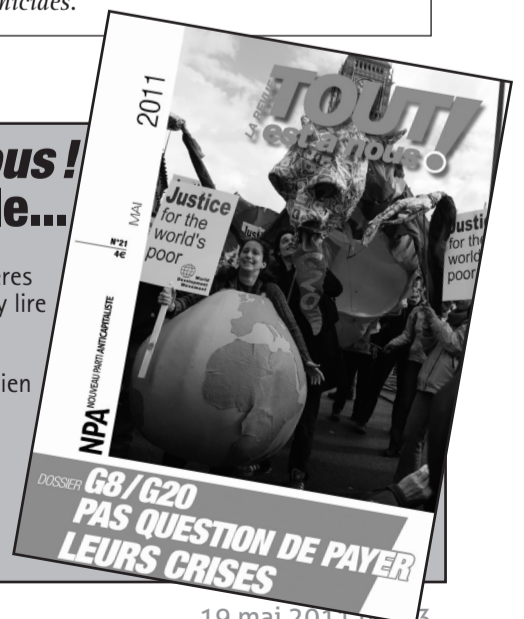 ous !
le...
ères
y lire
ien
2011
MAI
N°21
4€
NPA NOUVEAU PARTI ANTICAPITALISTE
LA REVUE
TOUT !
est à nous
Justice
for the
world's
poor
World
Development
Movement
Justi
for the
world
poor
DOSSIER G8/G20
PAS QUESTION DE PAYER
LEURS CRISES
19 mai 2011